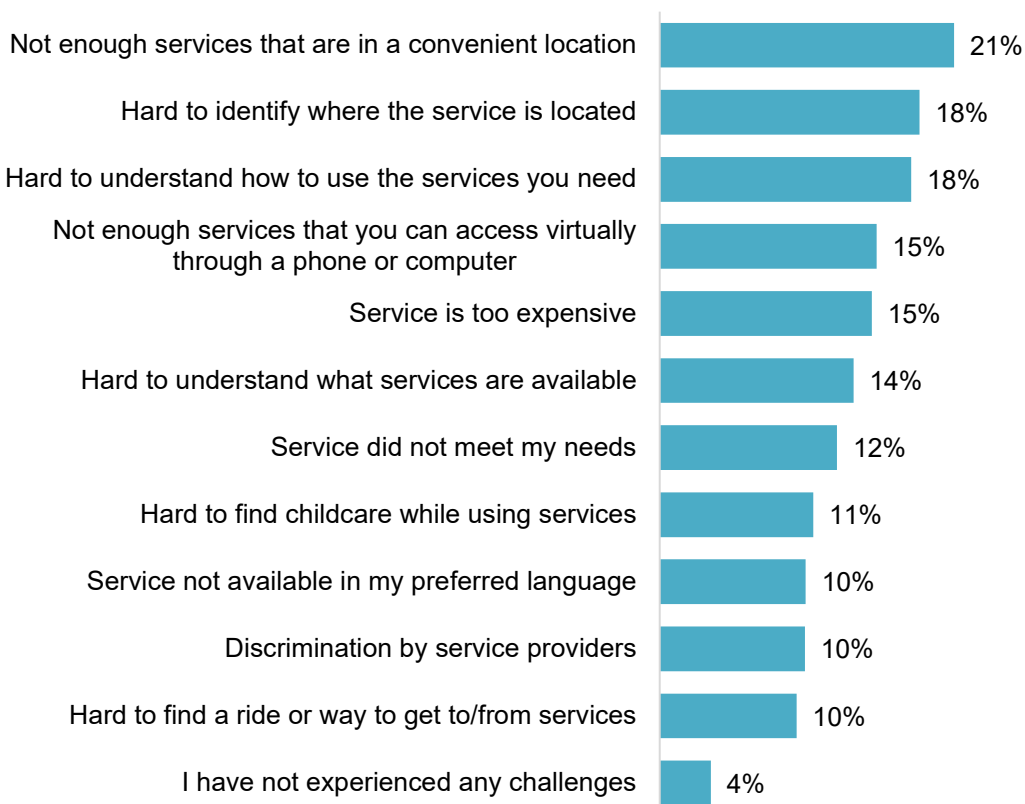 Not enough services that are in a convenient location 21%
Hard to identify where the service is located 18%
Hard to understand how to use the services you need 18%
Not enough services that you can access virtually
through a phone or computer 15%
Service is too expensive 15%
Hard to understand what services are available 14%
Service did not meet my needs 12%
Hard to find childcare while using services 11%
Service not available in my preferred language 10%
Discrimination by service providers 10%
Hard to find a ride or way to get to/from services 10%
I have not experienced any challenges 4%